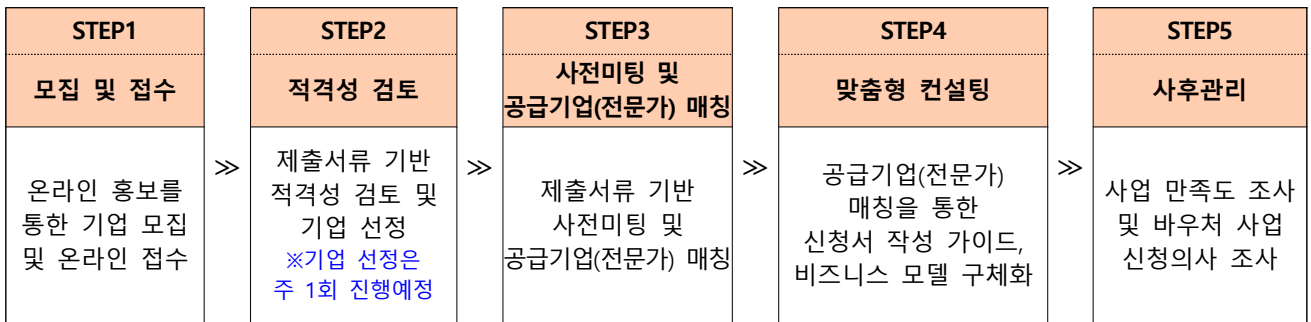 STEP1
모집 및 접수
온라인 홍보를
통한 기업 모집
및 온라인 접수
≫
STEP2
적격성 검토
제출서류 기반
적격성 검토 및
기업 선정
※기업 선정은
주 1회 진행예정
≫
STEP3
사전미팅 및
공급기업(전문가) 매칭
제출서류 기반
사전미팅 및
공급기업(전문가) 매칭
≫
STEP4
맞춤형 컨설팅
공급기업(전문가)
매칭을 통한
신청서 작성 가이드,
비즈니스 모델 구체화
≫
STEP5
사후관리
사업 만족도 조사
및 바우처 사업
신청의사 조사